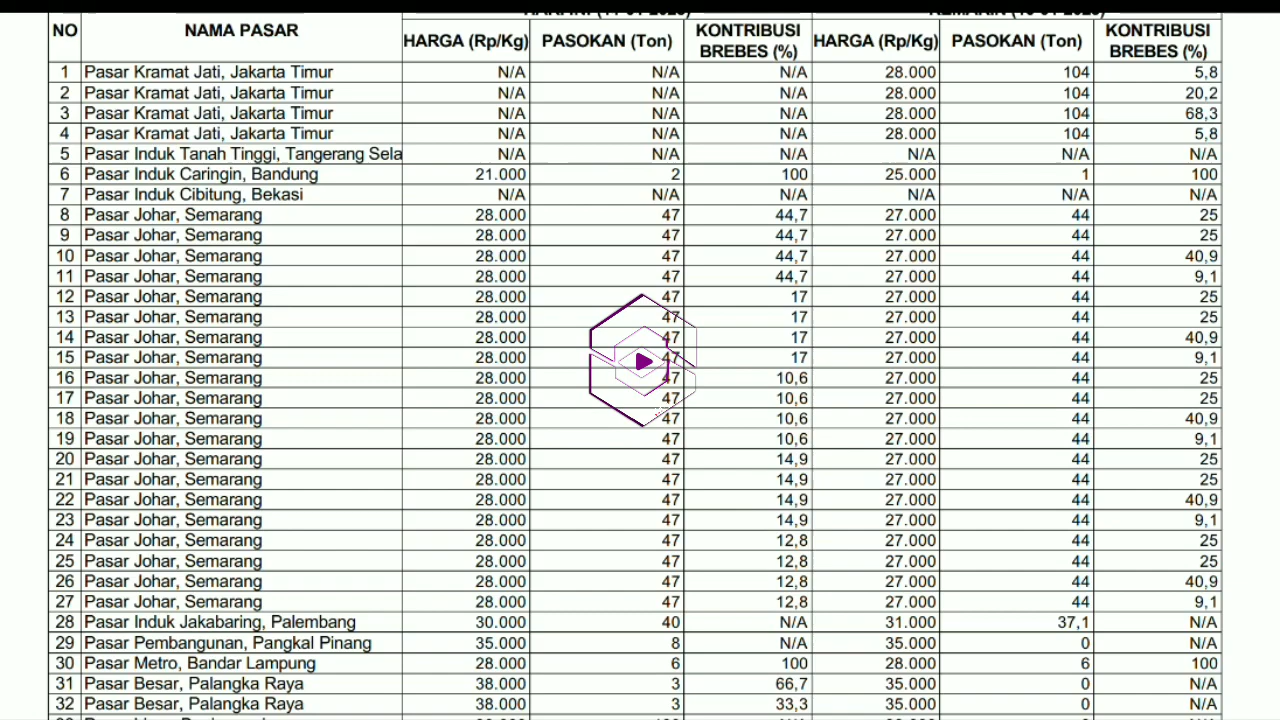 NO NAMA PASAR HARGA (Rp/Kg) PASOKAN (Ton) KONTRIBUSI BREBES (%) HARGA (Rp/Kg) PASOKAN (Ton) KONTRIBUSI BREBES (%)
1 Pasar Kramat Jati, Jakarta Timur N/A N/A N/A 28.000 104 5,8
2 Pasar Kramat Jati, Jakarta Timur N/A N/A N/A 28.000 104 20,2
3 Pasar Kramat Jati, Jakarta Timur N/A N/A N/A 28.000 104 68,3
4 Pasar Kramat Jati, Jakarta Timur N/A N/A N/A 28.000 104 5,8
5 Pasar Induk Tanah Tinggi, Tangerang Sela N/A N/A N/A N/A N/A N/A
6 Pasar Induk Caringin, Bandung 21.000 2 100 25.000 1 100
7 Pasar Induk Cibitung, Bekasi N/A N/A N/A N/A N/A N/A
8 Pasar Johar, Semarang 28.000 47 44,7 27.000 44 25
9 Pasar Johar, Semarang 28.000 47 44,7 27.000 44 25
10 Pasar Johar, Semarang 28.000 47 44,7 27.000 44 40,9
11 Pasar Johar, Semarang 28.000 47 44,7 27.000 44 9,1
12 Pasar Johar, Semarang 28.000 47 17 27.000 44 25
13 Pasar Johar, Semarang 28.000 47 17 27.000 44 25
14 Pasar Johar, Semarang 28.000 47 17 27.000 44 40,9
15 Pasar Johar, Semarang 28.000 47 17 27.000 44 9,1
16 Pasar Johar, Semarang 28.000 47 10,6 27.000 44 25
17 Pasar Johar, Semarang 28.000 47 10,6 27.000 44 25
18 Pasar Johar, Semarang 28.000 47 10,6 27.000 44 40,9
19 Pasar Johar, Semarang 28.000 47 10,6 27.000 44 9,1
20 Pasar Johar, Semarang 28.000 47 14,9 27.000 44 25
21 Pasar Johar, Semarang 28.000 47 14,9 27.000 44 25
22 Pasar Johar, Semarang 28.000 47 14,9 27.000 44 40,9
23 Pasar Johar, Semarang 28.000 47 14,9 27.000 44 9,1
24 Pasar Johar, Semarang 28.000 47 12,8 27.000 44 25
25 Pasar Johar, Semarang 28.000 47 12,8 27.000 44 25
26 Pasar Johar, Semarang 28.000 47 12,8 27.000 44 40,9
27 Pasar Johar, Semarang 28.000 47 12,8 27.000 44 9,1
28 Pasar Induk Jakabaring, Palembang 30.000 40 N/A 31.000 37,1 N/A
29 Pasar Pembangunan, Pangkal Pinang 35.000 8 N/A 35.000 0 N/A
30 Pasar Metro, Bandar Lampung 28.000 6 100 28.000 6 100
31 Pasar Besar, Palangka Raya 38.000 3 66,7 35.000 0 N/A
32 Pasar Besar, Palangka Raya 38.000 3 33,3 35.000 0 N/A